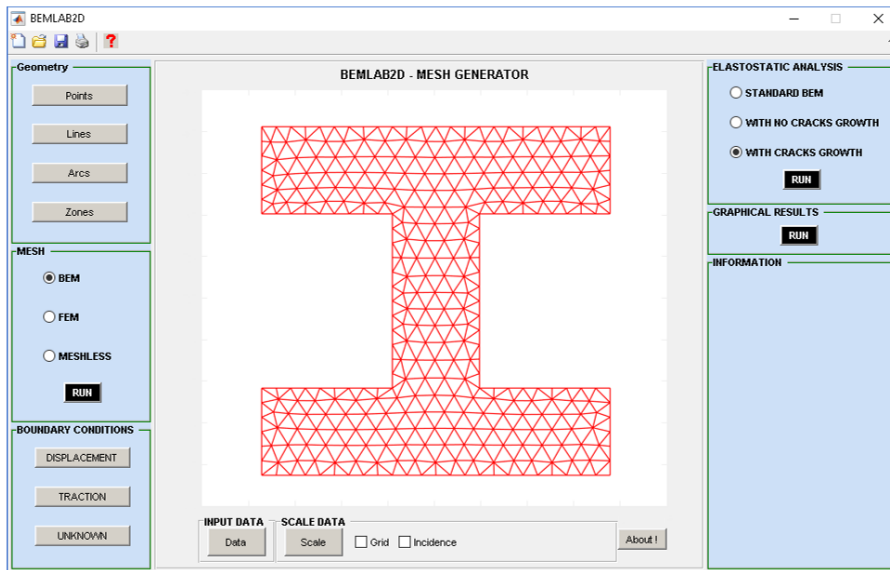 BEMLAB2D
Geometry
Points
Lines
Arcs
Zones
MESH
BEM
FEM
MESHLESS
RUN
BOUNDARY CONDITIONS
DISPLACEMENT
TRACTION
UNKNOWN
BEMLAB2D - MESH GENERATOR
INPUT DATA
Data
SCALE DATA
Scale
Grid
Incidence
About !
ELASTOSTATIC ANALYSIS
STANDARD BEM
WITH NO CRACKS GROWTH
WITH CRACKS GROWTH
RUN
GRAPHICAL RESULTS
RUN
INFORMATION